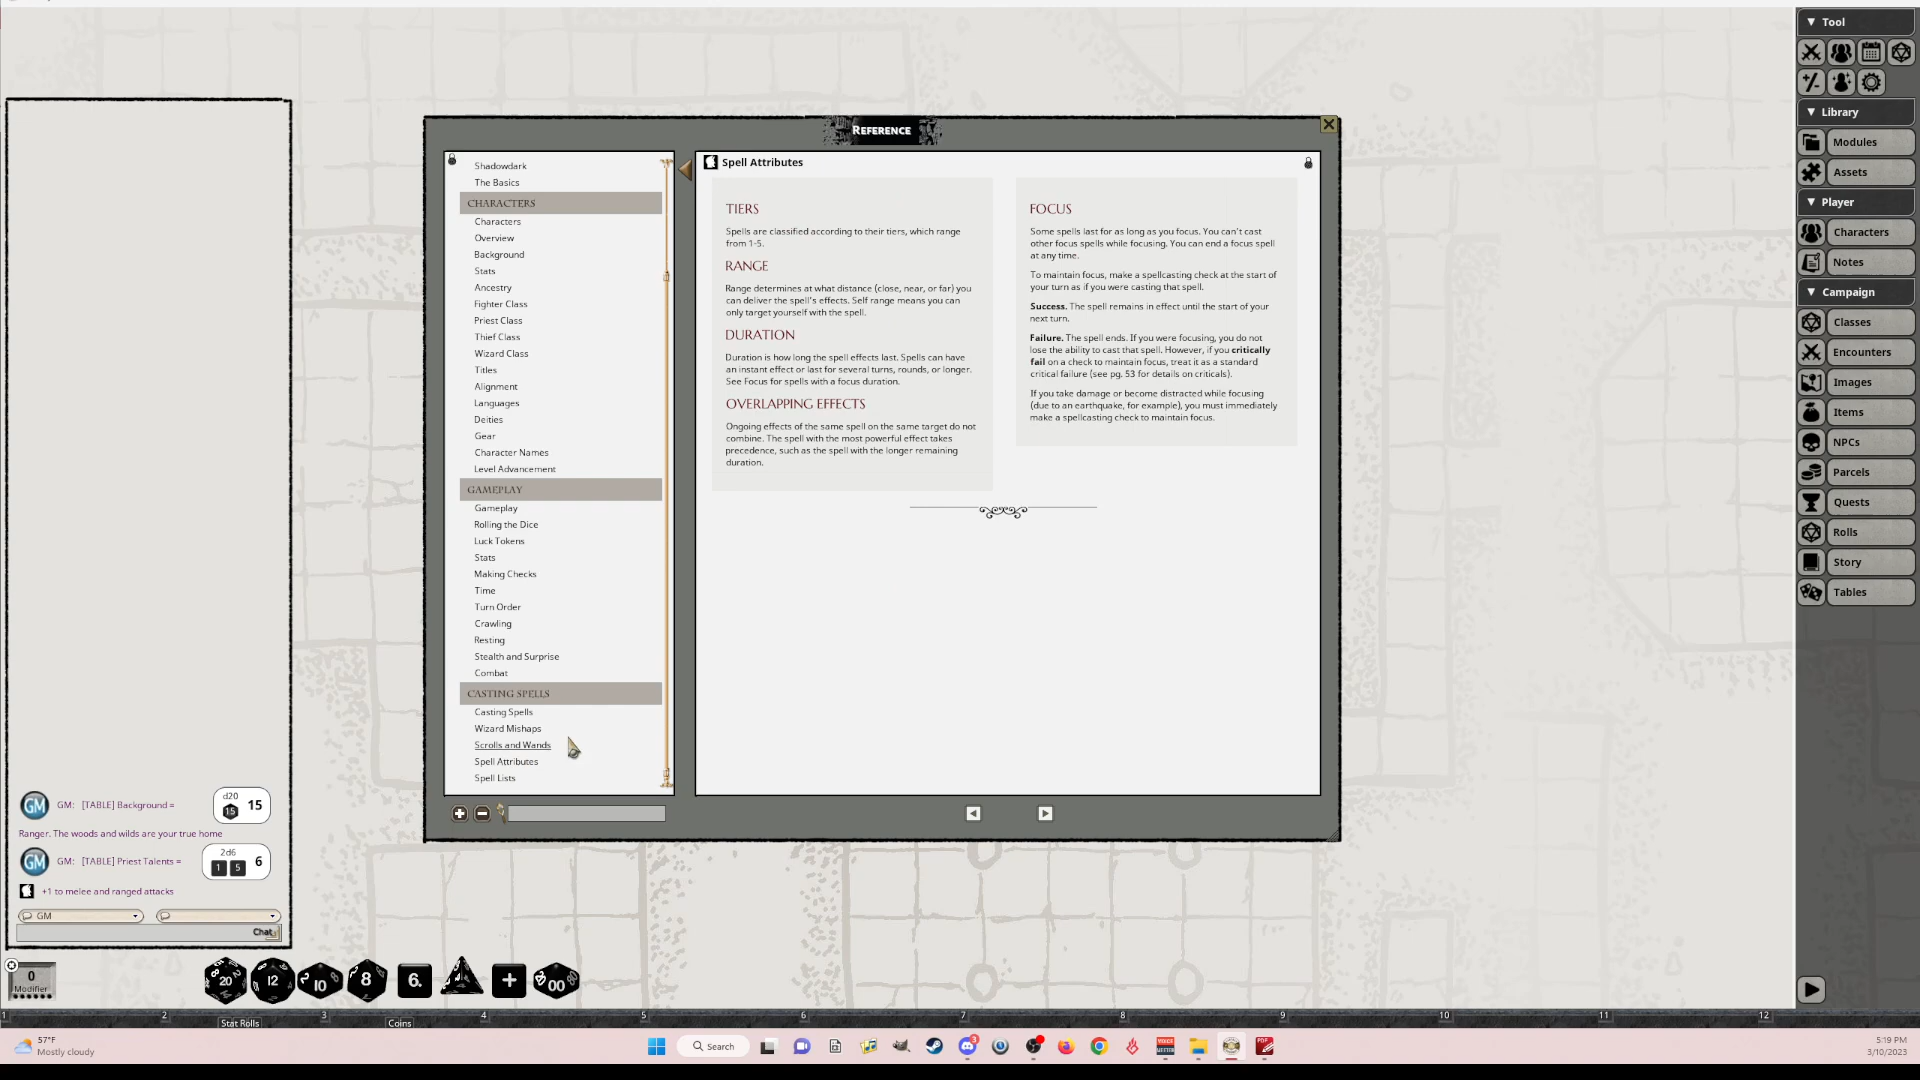 REFERENCE
Shadowdark
The Basics
CHARACTERS
Characters
Overview
Background
Stats
Ancestry
Fighter Class
Priest Class
Thief Class
Wizard Class
Titles
Alignment
Languages
Deities
Gear
Character Names
Level Advancement
GAMEPLAY
Gameplay
Rolling the Dice
Luck Tokens
Stats
Making Checks
Time
Turn Order
Crawling
Resting
Stealth and Surprise
Combat
CASTING SPELLS
Casting Spells
Wizard Mishaps
Scrolls and Wands
Spell Attributes
Spell Lists
Spell Attributes
TIERS
Spells are classified according to their tiers, which range
from 1-5.
RANGE
Range determines at what distance (close, near, or far) you
can deliver the spell's effects. Self range means you can
only target yourself with the spell.
DURATION
Duration is how long the spell effects last. Spells can have
an instant effect or last for several turns, rounds, or longer.
See Focus for spells with a focus duration.
OVERLAPPING EFFECTS
Ongoing effects of the same spell on the same target do not
combine. The spell with the most powerful effect takes
precedence, such as the spell with the longer remaining
duration.
FOCUS
Some spells last for as long as you focus. You can't cast
other focus spells while focusing. You can end a focus spell
at any time.
To maintain focus, make a spellcasting check at the start of
your turn as if you were casting that spell.
Success. The spell remains in effect until the start of your
next turn.
Failure. The spell ends. If you were focusing, you do not
lose the ability to cast that spell. However, if you critically
fail on a check to maintain focus, treat it as a standard
critical failure (see pg. 53 for details on criticals).
If you take damage or become distracted while focusing
(due to an earthquake, for example), you must immediately
make a spellcasting check to maintain focus.
Tool
Library
Modules
Assets
Player
Characters
Notes
Campaign
Classes
Encounters
Images
Items
NPCs
Parcels
Quests
Rolls
Story
Tables
GM: [TABLE] Background =
d20
15
15
Ranger. The woods and wilds are your true home
GM: [TABLE] Priest Talents =
2d6
1 5
6
+1 to melee and ranged attacks
GM
Chat
0
Modifier
20
12
10
8
6.
+
00
1 2 3 4 5 6 7 8 9 10 11 12
Stat Rolls
Coins
57°F
Mostly cloudy
Search
5:19 PM
3/10/2023